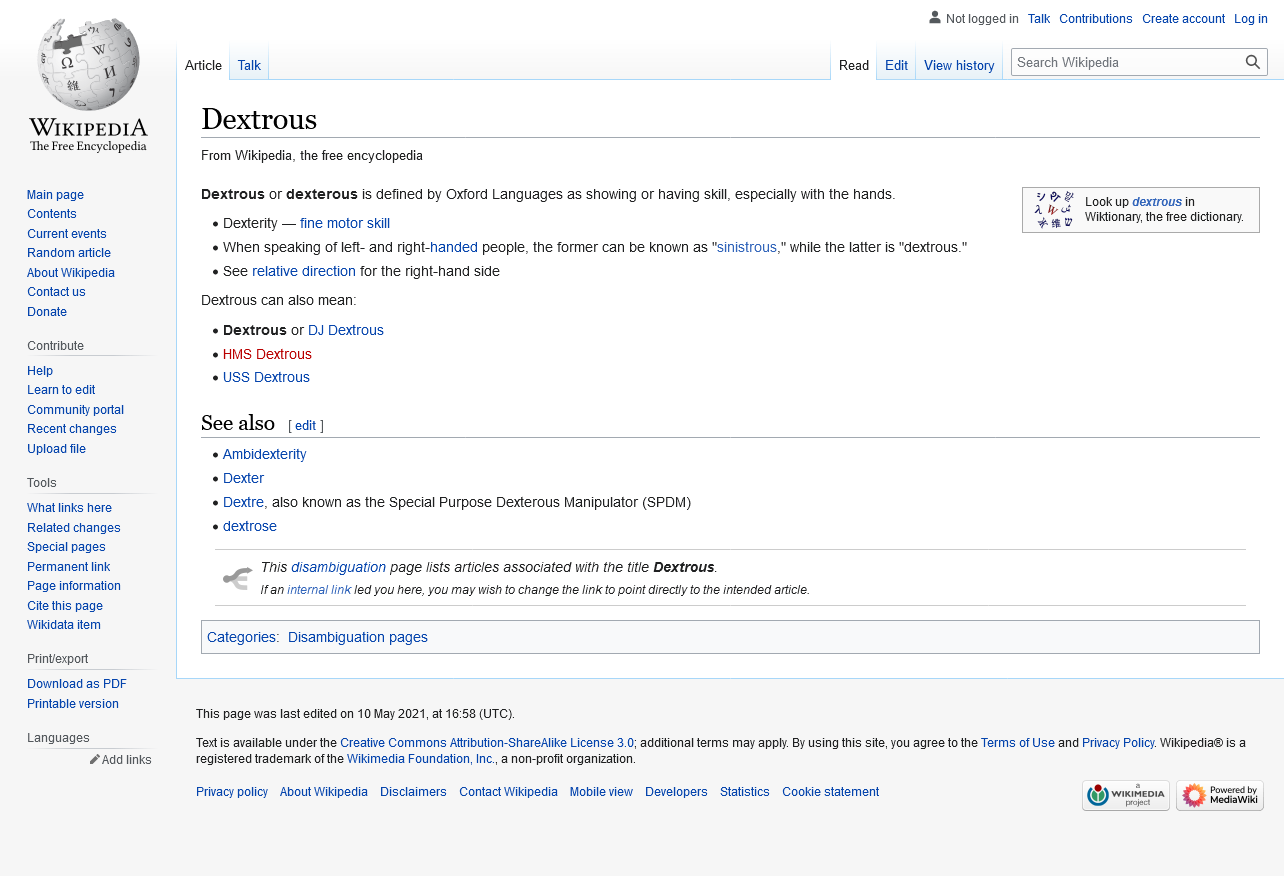 Not logged in Talk Contributions Create account Log in
Article Talk Read Edit View history Search Wikipedia
WIKIPEDIA
The Free Encyclopedia
Main page
Contents
Current events
Random article
About Wikipedia
Contact us
Donate
Contribute
Help
Learn to edit
Community portal
Recent changes
Upload file
Tools
What links here
Related changes
Special pages
Permanent link
Page information
Cite this page
Wikidata item
Print/export
Download as PDF
Printable version
Languages
Add links
Dextrous
From Wikipedia, the free encyclopedia
Dextrous or dexterous is defined by Oxford Languages as showing or having skill, especially with the hands.
Look up dextrous in
Wiktionary, the free dictionary.
• Dexterity — fine motor skill
• When speaking of left- and right-handed people, the former can be known as "sinistrous," while the latter is "dextrous."
• See relative direction for the right-hand side
Dextrous can also mean:
• Dextrous or DJ Dextrous
• HMS Dextrous
• USS Dextrous
See also [ edit ]
• Ambidexterity
• Dexter
• Dextre, also known as the Special Purpose Dexterous Manipulator (SPDM)
• dextrose
This disambiguation page lists articles associated with the title Dextrous.
If an internal link led you here, you may wish to change the link to point directly to the intended article.
Categories: Disambiguation pages
This page was last edited on 10 May 2021, at 16:58 (UTC).
Text is available under the Creative Commons Attribution-ShareAlike License 3.0; additional terms may apply. By using this site, you agree to the Terms of Use and Privacy Policy. Wikipedia® is a
registered trademark of the Wikimedia Foundation, Inc., a non-profit organization.
Privacy policy About Wikipedia Disclaimers Contact Wikipedia Mobile view Developers Statistics Cookie statement
a
WIKIMEDIA
project
Powered by
MediaWiki